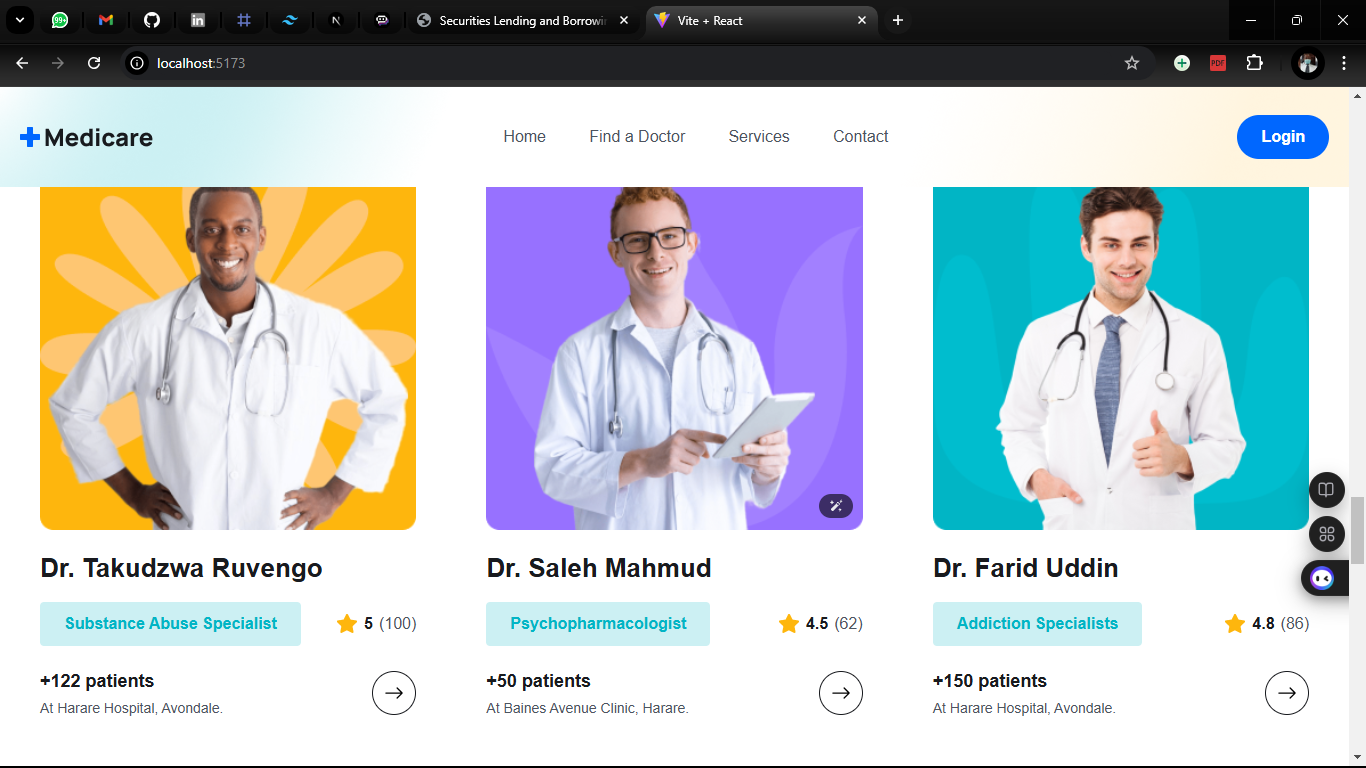 99+
Securities Lending and Borrowin
Vite + React
localhost:5173
PDF
Medicare
Home
Find a Doctor
Services
Contact
Login
Dr. Takudzwa Ruvengo
Substance Abuse Specialist
5 (100)
+122 patients
At Harare Hospital, Avondale.
Dr. Saleh Mahmud
Psychopharmacologist
4.5 (62)
+50 patients
At Baines Avenue Clinic, Harare.
Dr. Farid Uddin
Addiction Specialists
4.8 (86)
+150 patients
At Harare Hospital, Avondale.